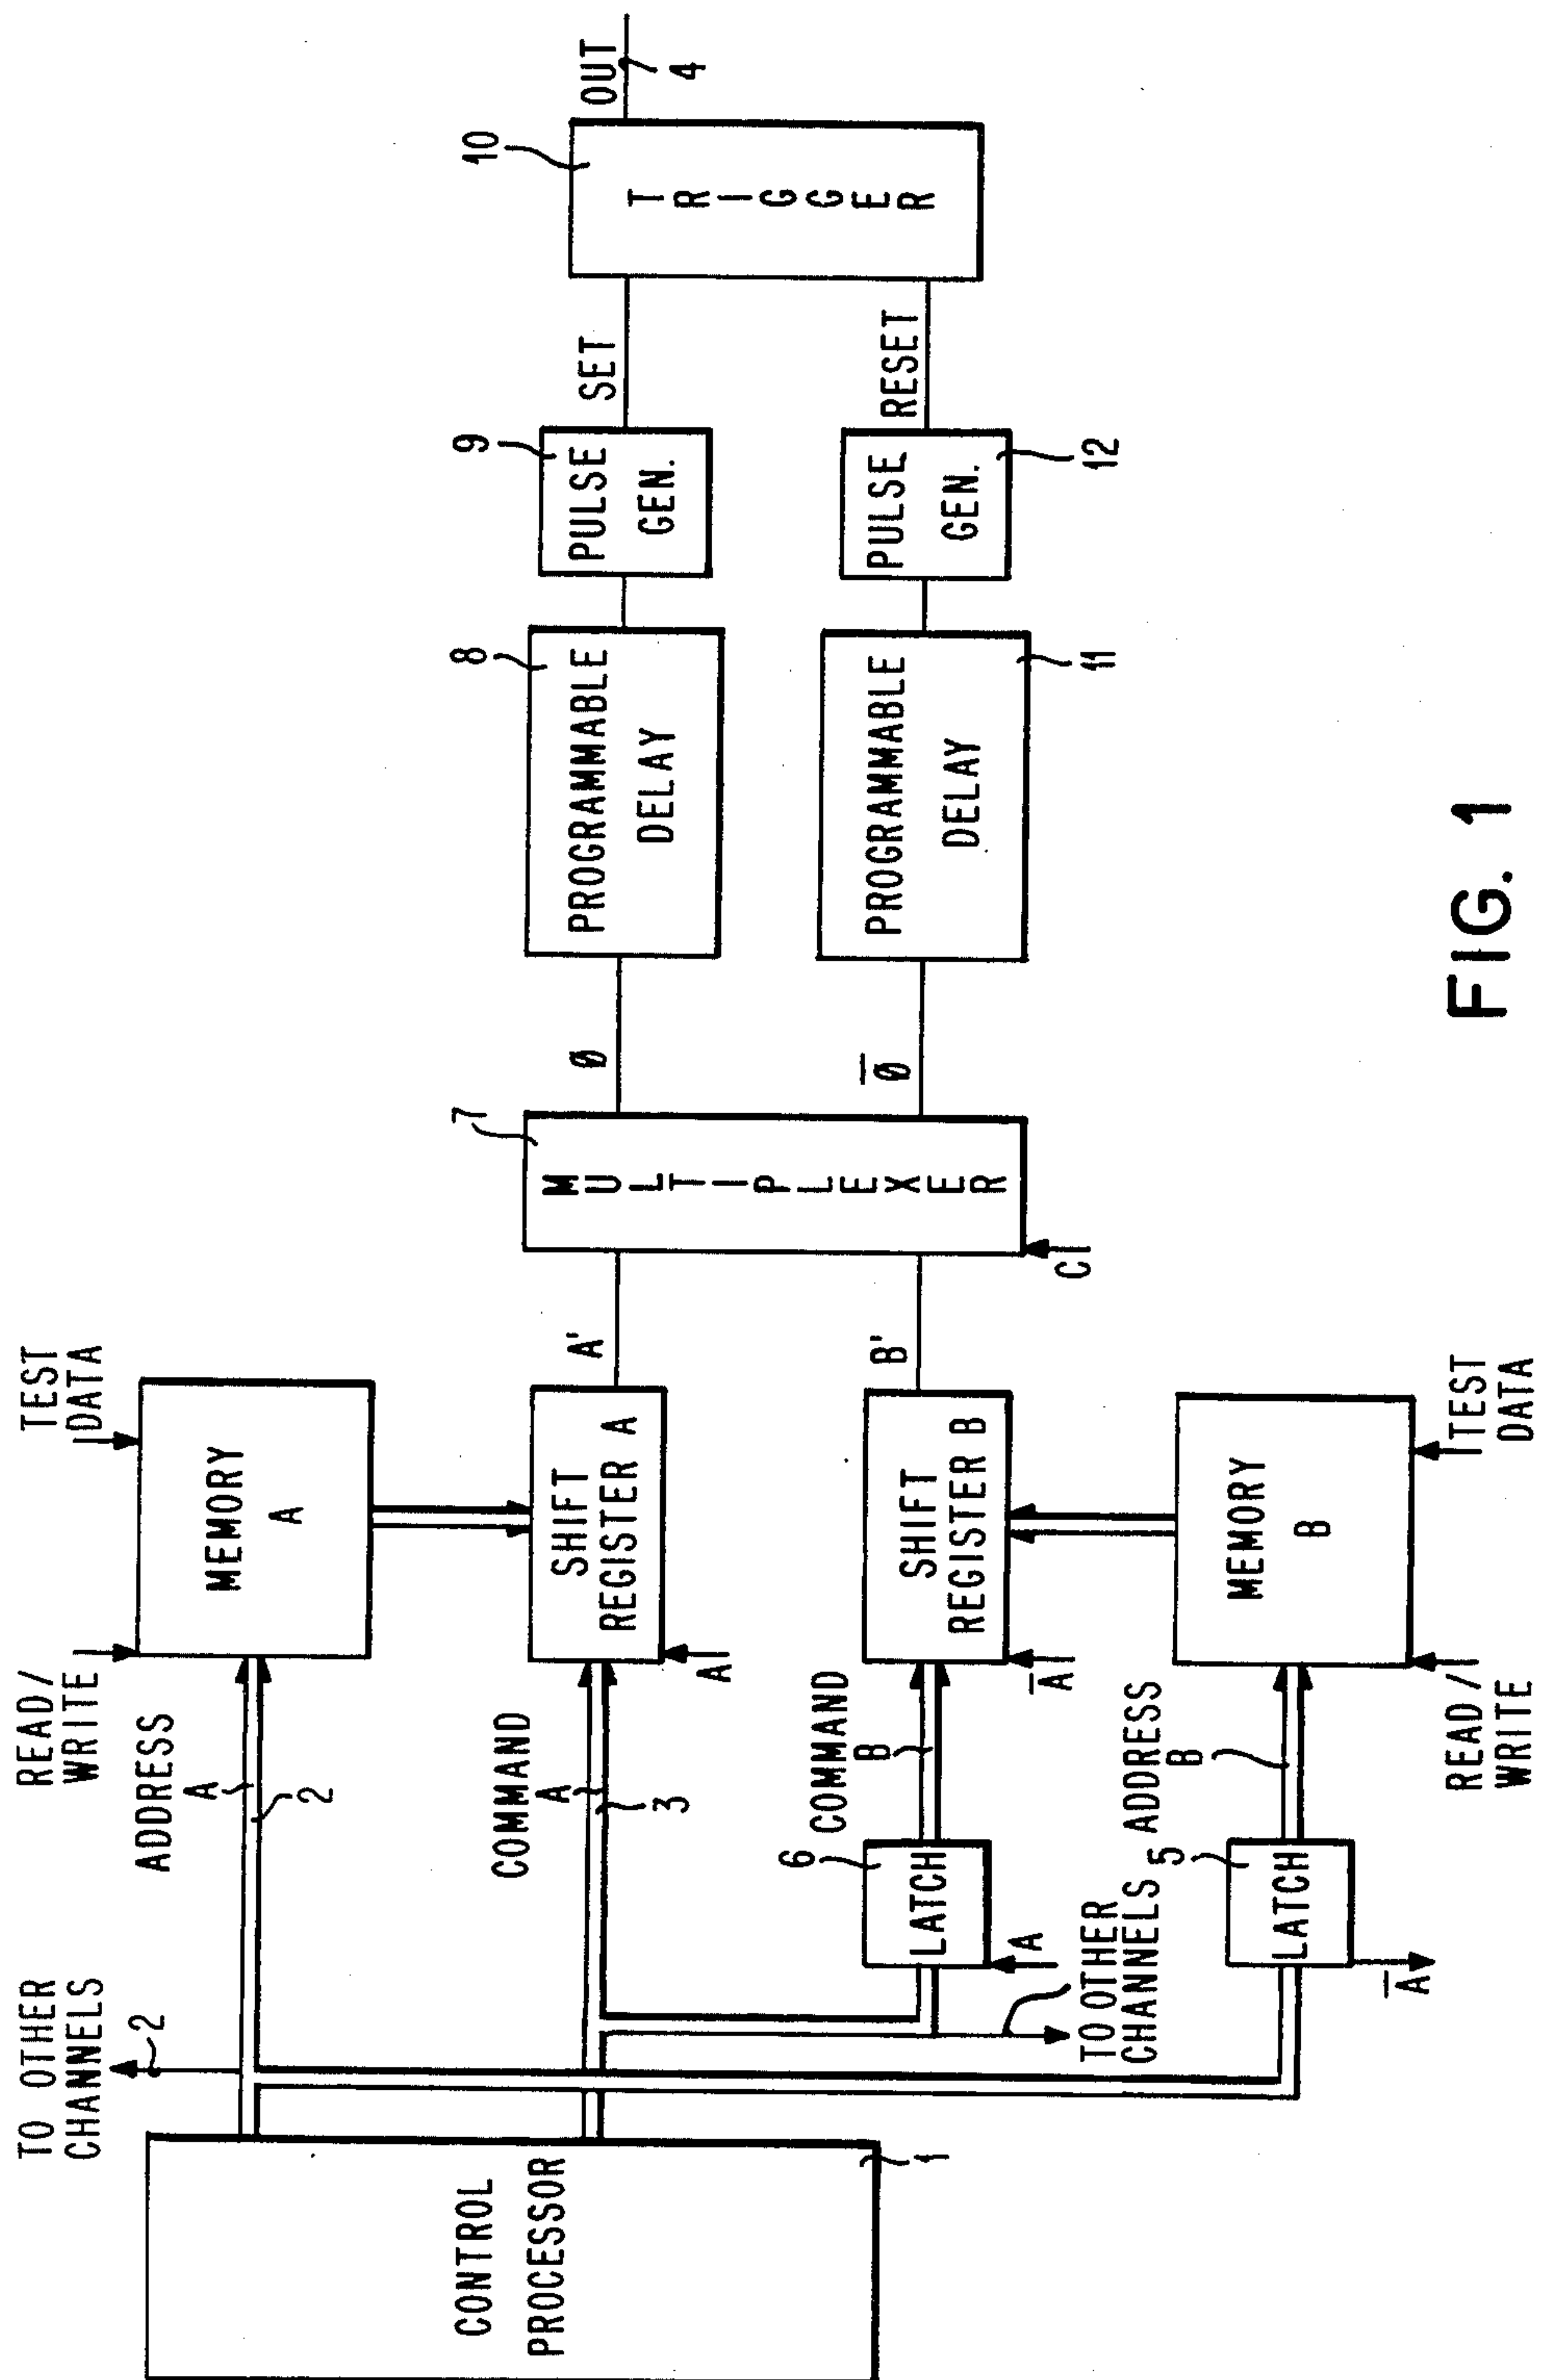 TO OTHER
CHANNELS
2
READ/
WRITE
TEST
DATA
ADDRESS
A
2
MEMORY
A
CONTROL
PROCESSOR
1
COMMAND
A
3
SHIFT
REGISTER A
A
A'
7
MULTIPLEXER
C
Ø
8
PROGRAMMABLE
DELAY
9
PULSE
GEN.
SET
10
TRIGGER
OUT
4
COMMAND
B
6
LATCH
A
TO OTHER
CHANNELS
SHIFT
REGISTER B
A̅
B'
Ø̅
PROGRAMMABLE
DELAY
11
PULSE
GEN.
12
RESET
ADDRESS
B
5
LATCH
A̅
MEMORY
B
READ/
WRITE
TEST
DATA
FIG. 1